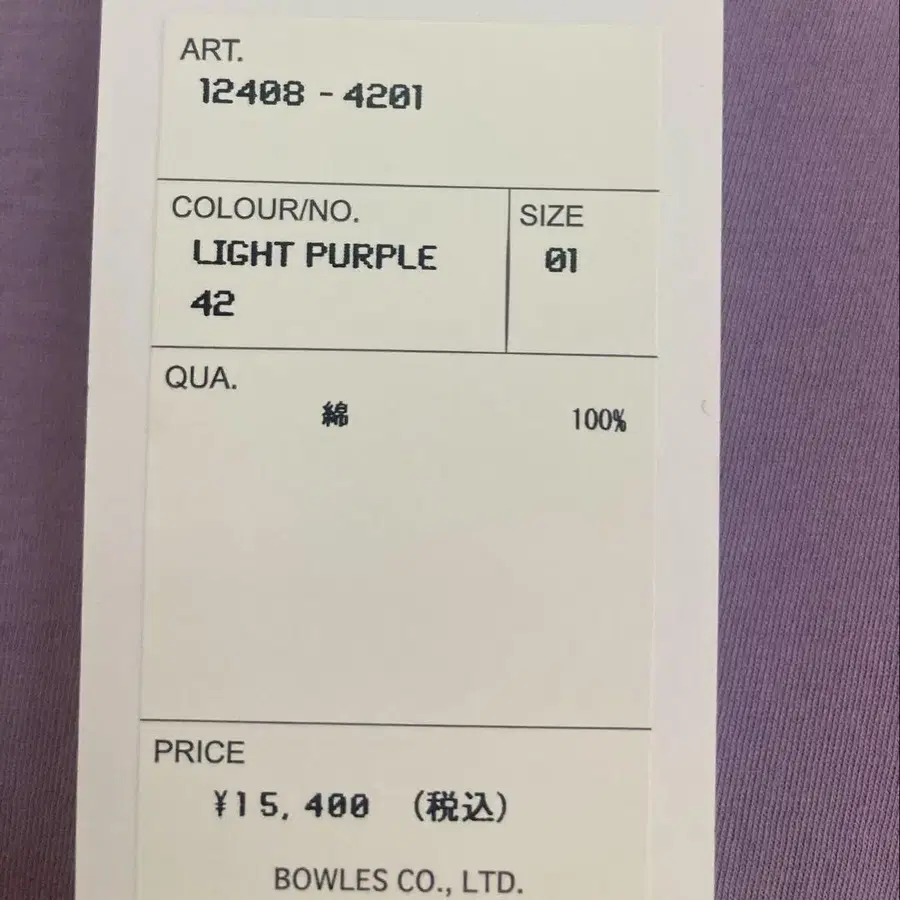 ART.
12408 - 4201
COLOUR/NO.
LIGHT PURPLE
42
SIZE
01
QUA.
綿 100%
PRICE
¥15,400 (税込)
BOWLES CO., LTD.